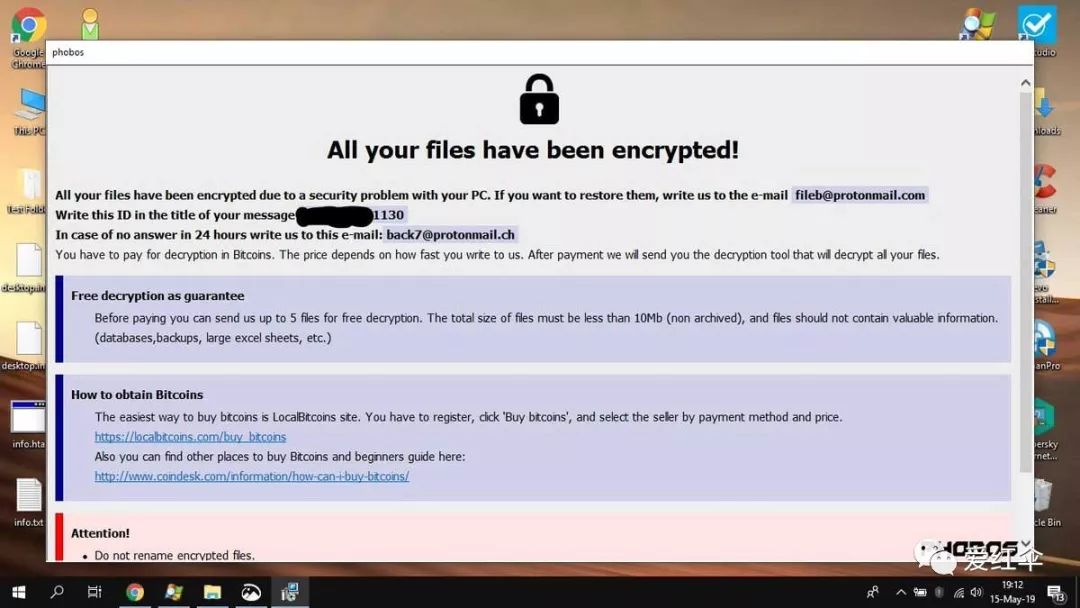 phobos
Google Chrome
This PC
Test Folde
desktop.in
desktop.in
info.hta
info.txt
All your files have been encrypted!
All your files have been encrypted due to a security problem with your PC. If you want to restore them, write us to the e-mail fileb@protonmail.com
Write this ID in the title of your message 1130
In case of no answer in 24 hours write us to this e-mail: back7@protonmail.ch
You have to pay for decryption in Bitcoins. The price depends on how fast you write to us. After payment we will send you the decryption tool that will decrypt all your files.
Free decryption as guarantee
Before paying you can send us up to 5 files for free decryption. The total size of files must be less than 10Mb (non archived), and files should not contain valuable information.
(databases,backups, large excel sheets, etc.)
How to obtain Bitcoins
The easiest way to buy bitcoins is LocalBitcoins site. You have to register, click 'Buy bitcoins', and select the seller by payment method and price.
https://localbitcoins.com/buy_bitcoins
Also you can find other places to buy Bitcoins and beginners guide here:
http://www.coindesk.com/information/how-can-i-buy-bitcoins/
Attention!
• Do not rename encrypted files.
udio
nloads
eaner
evo
stall...
anPro
persky
ernet...
cle Bin
PHOBOS
爱红伞
19:12
15-May-19
13